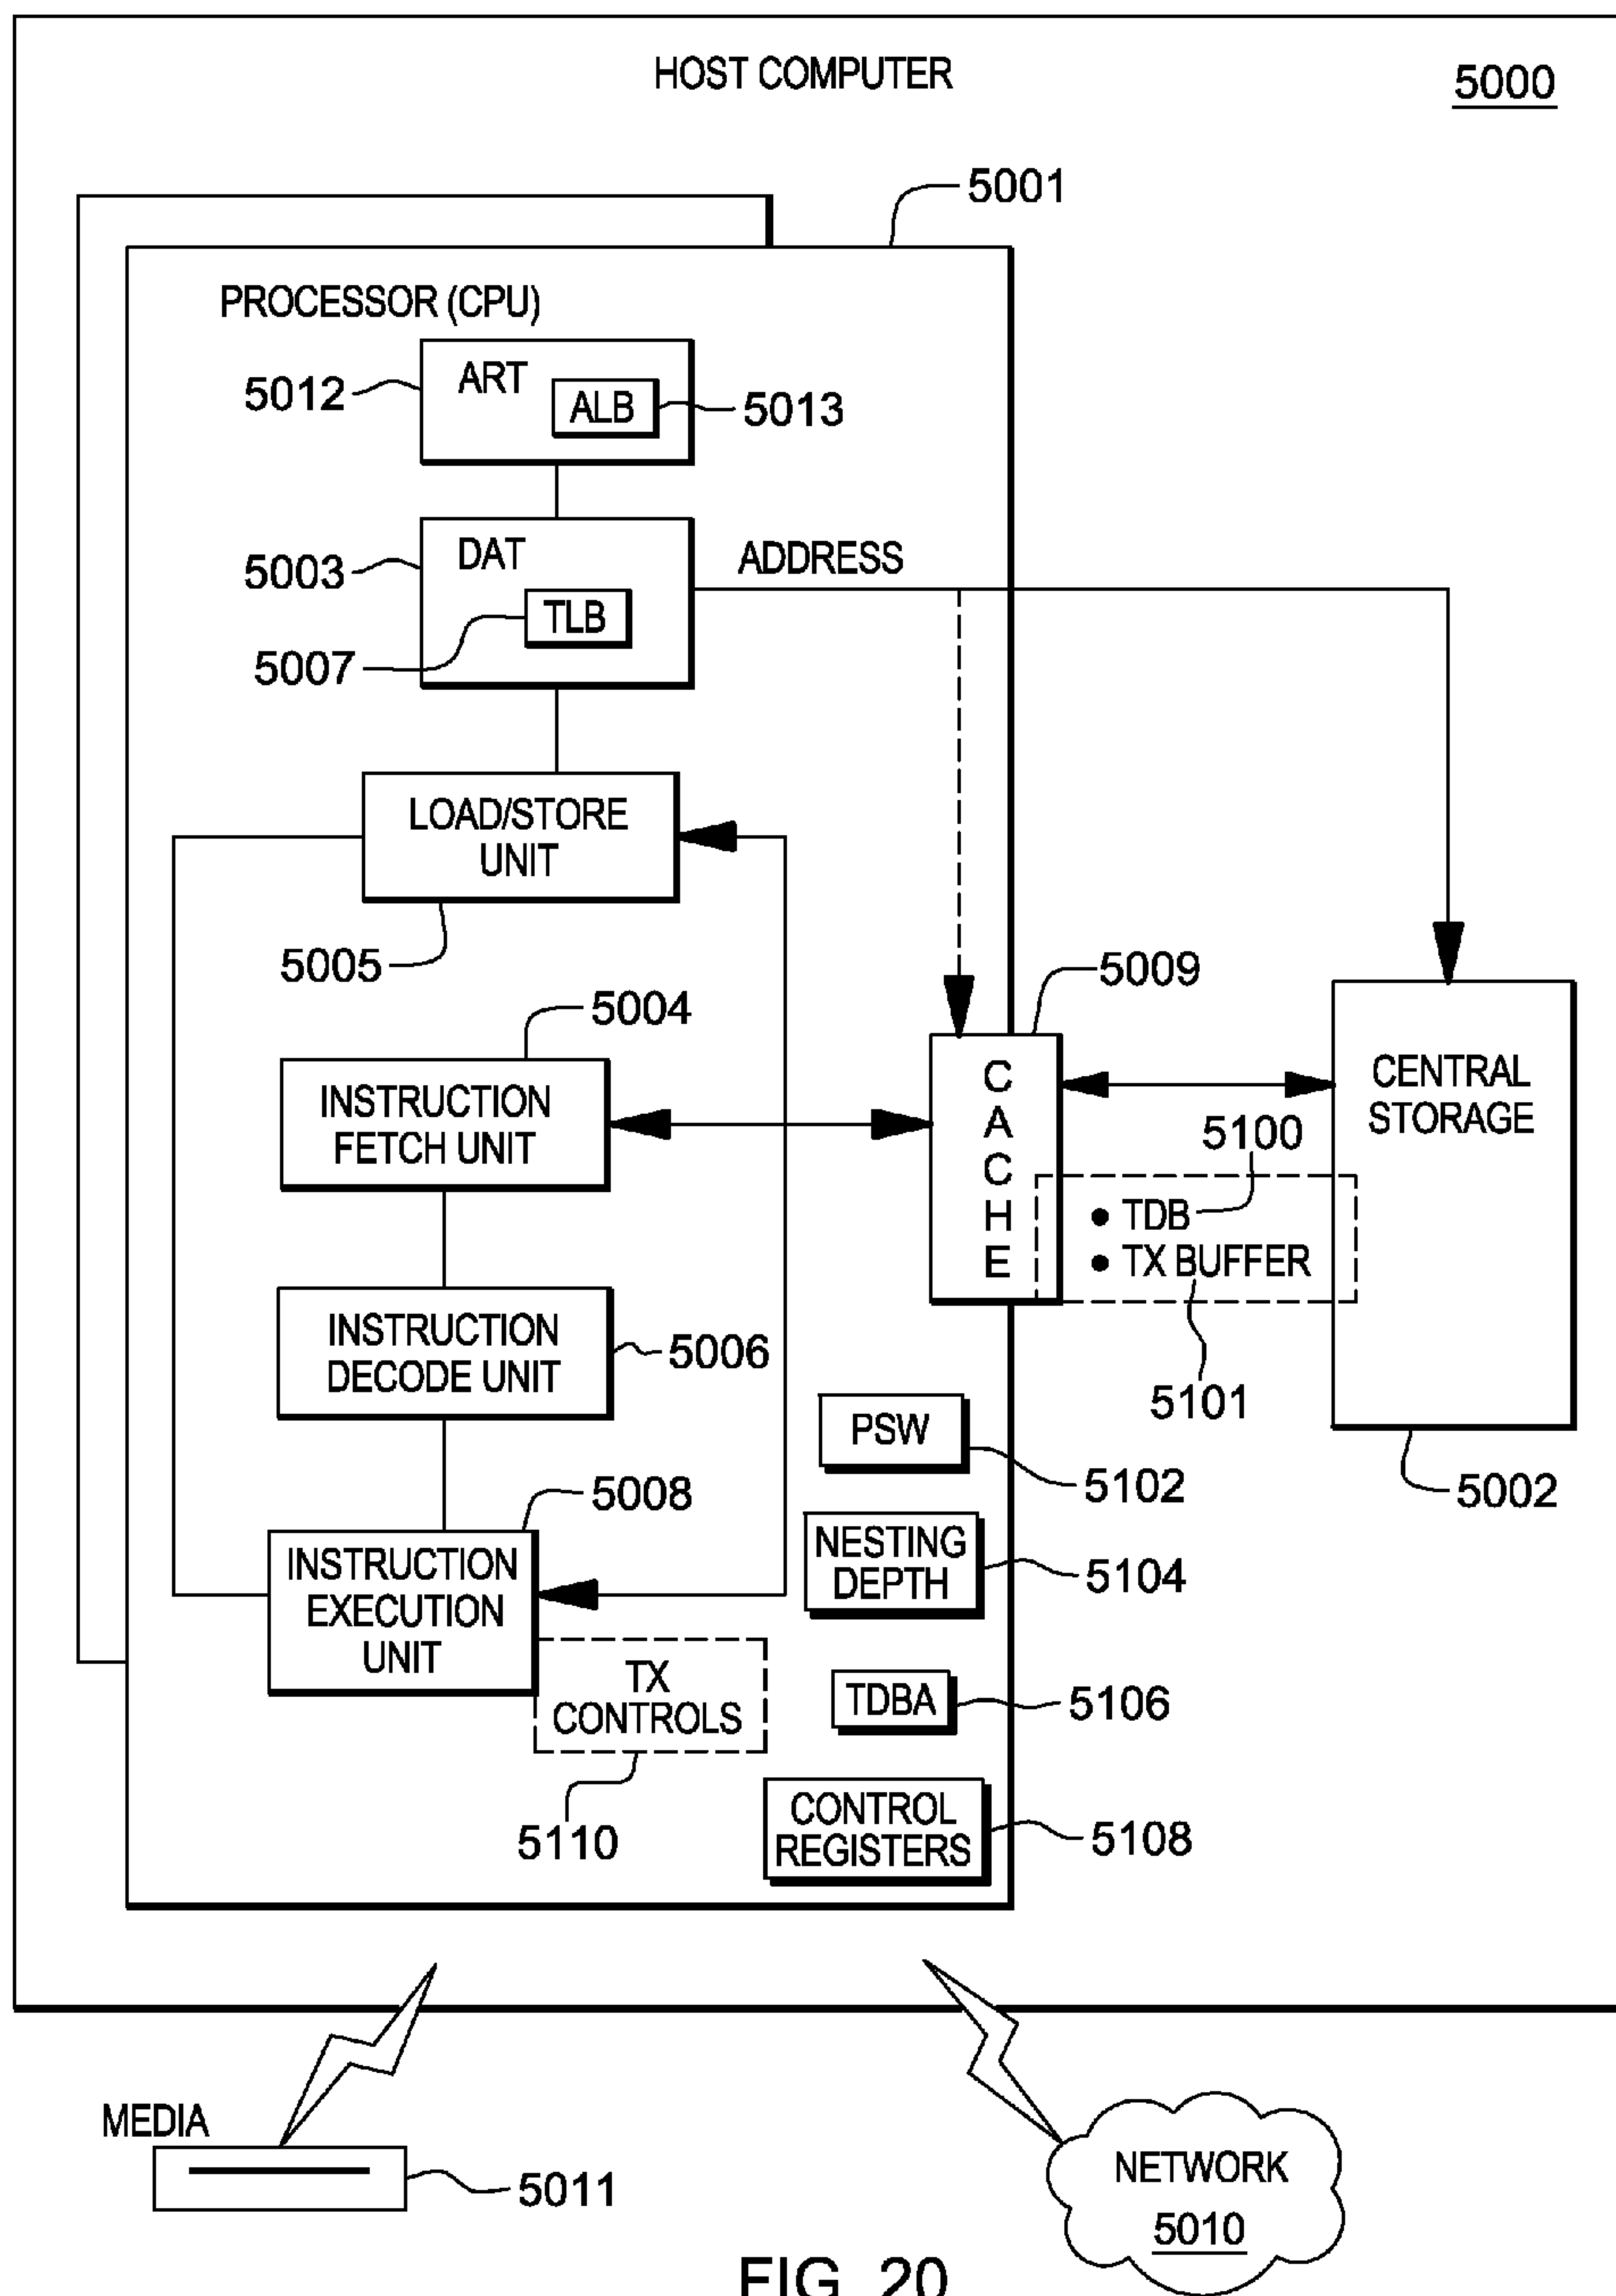 HOST COMPUTER
5000
5001
PROCESSOR (CPU)
ART
5012
ALB
5013
DAT
ADDRESS
5003
TLB
5007
LOAD/STORE
UNIT
5005
5009
5004
C
A
C
H
E
CENTRAL
STORAGE
INSTRUCTION
FETCH UNIT
5100
• TDB
• TX BUFFER
INSTRUCTION
DECODE UNIT
5006
5101
PSW
5102
5002
5008
INSTRUCTION
EXECUTION
UNIT
NESTING
DEPTH
5104
TX
CONTROLS
TDBA
5106
5110
CONTROL
REGISTERS
5108
MEDIA
5011
NETWORK
5010
FIG. 20